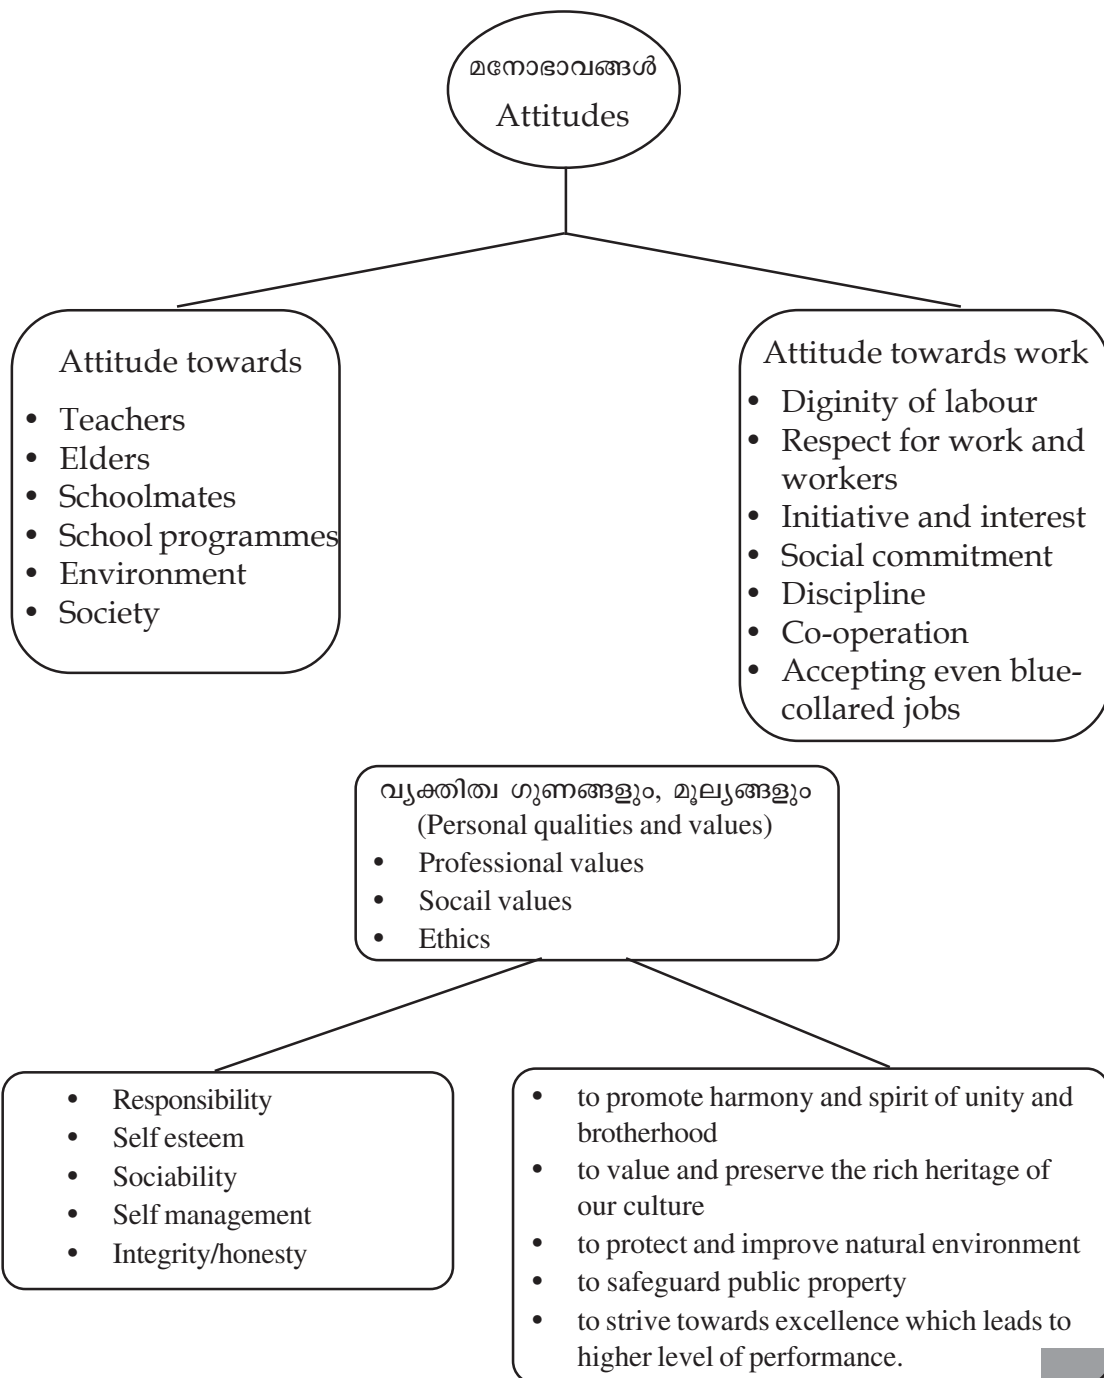 മനോഭാവങ്ങൾ
Attitudes
Attitude towards
• Teachers
• Elders
• Schoolmates
• School programmes
• Environment
• Society
Attitude towards work
• Diginity of labour
• Respect for work and
workers
• Initiative and interest
• Social commitment
• Discipline
• Co-operation
• Accepting even blue-
collared jobs
വ്യക്തിത്വ ഗുണങ്ങളും, മൂല്യങ്ങളും
(Personal qualities and values)
• Professional values
• Socail values
• Ethics
• Responsibility
• Self esteem
• Sociability
• Self management
• Integrity/honesty
• to promote harmony and spirit of unity and
brotherhood
• to value and preserve the rich heritage of
our culture
• to protect and improve natural environment
• to safeguard public property
• to strive towards excellence which leads to
higher level of performance.